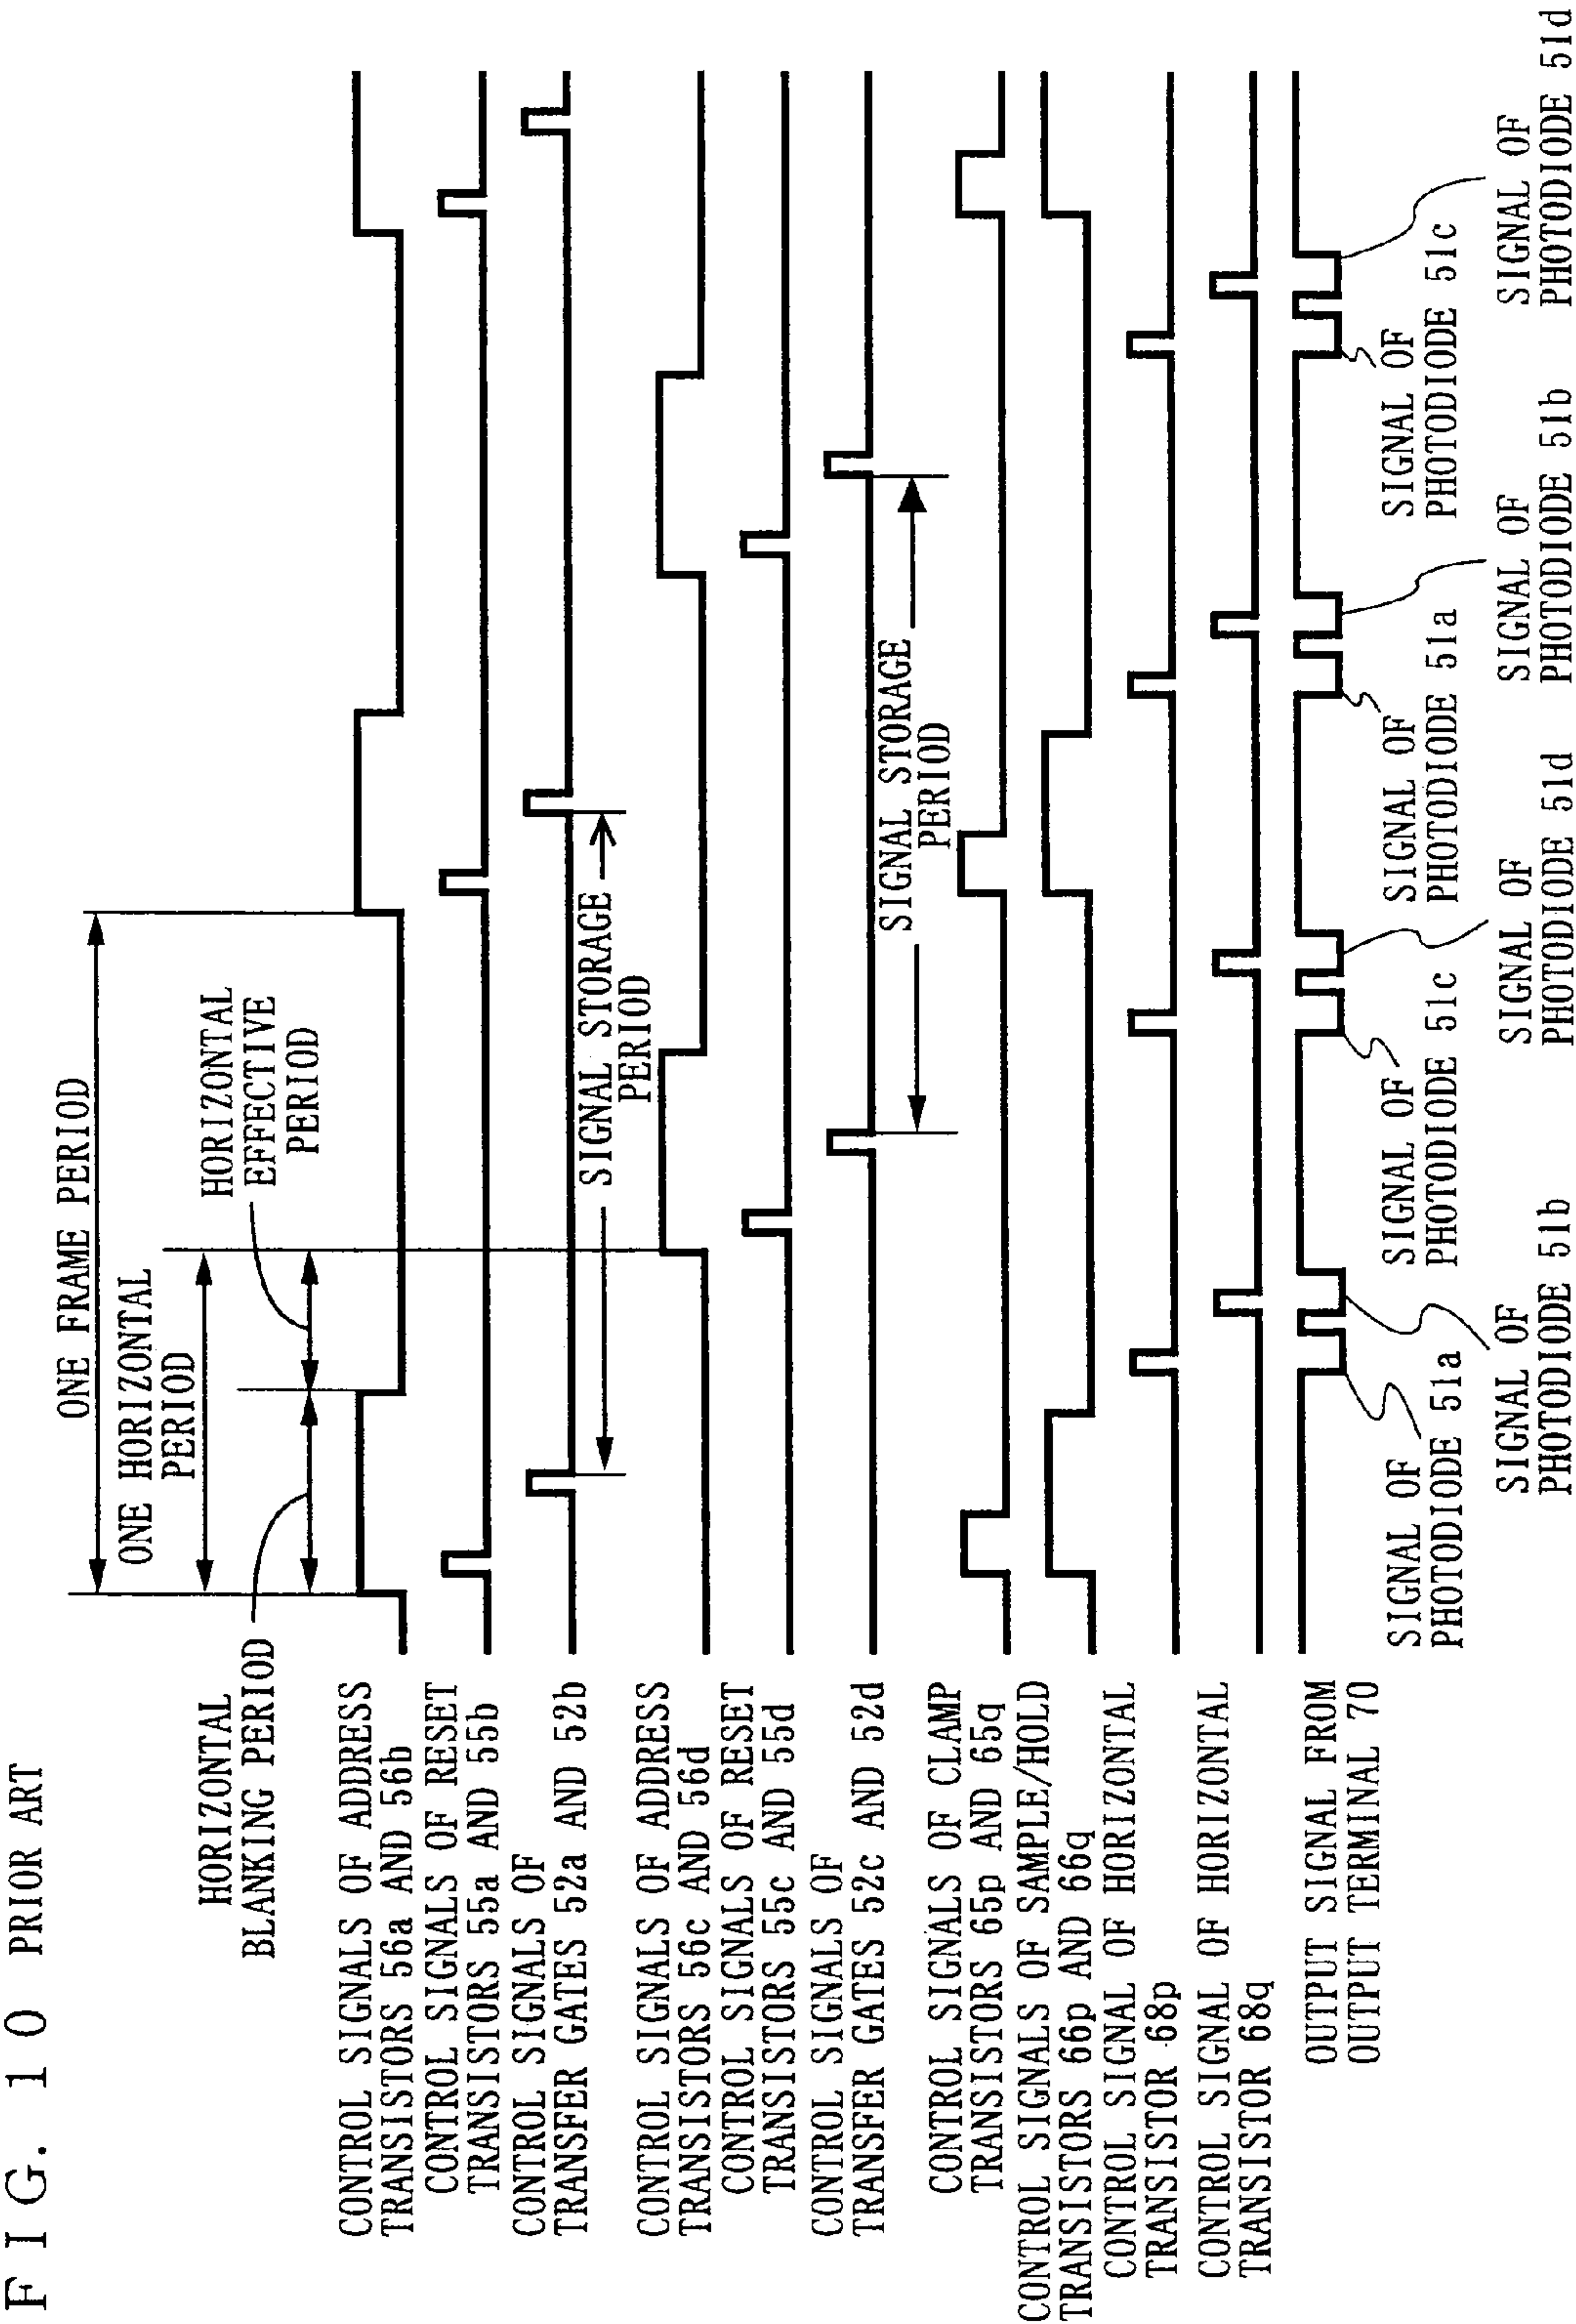 FIG. 10 PRIOR ART
ONE FRAME PERIOD
ONE HORIZONTAL
PERIOD
HORIZONTAL
EFFECTIVE
PERIOD
HORIZONTAL
BLANKING PERIOD
CONTROL SIGNALS OF ADDRESS
TRANSISTORS 56a AND 56b
CONTROL SIGNALS OF RESET
TRANSISTORS 55a AND 55b
CONTROL SIGNALS OF
TRANSFER GATES 52a AND 52b
SIGNAL STORAGE
PERIOD
CONTROL SIGNALS OF ADDRESS
TRANSISTORS 56c AND 56d
CONTROL SIGNALS OF RESET
TRANSISTORS 55c AND 55d
CONTROL SIGNALS OF
TRANSFER GATES 52c AND 52d
SIGNAL STORAGE
PERIOD
CONTROL SIGNALS OF CLAMP
TRANSISTORS 65p AND 65q
CONTROL SIGNALS OF SAMPLE/HOLD
TRANSISTORS 66p AND 66q
CONTROL SIGNAL OF HORIZONTAL
TRANSISTOR 68p
CONTROL SIGNAL OF HORIZONTAL
TRANSISTOR 68q
OUTPUT SIGNAL FROM
OUTPUT TERMINAL 70
SIGNAL OF
PHOTODIODE 51a
SIGNAL OF
PHOTODIODE 51b
SIGNAL OF
PHOTODIODE 51c
SIGNAL OF
PHOTODIODE 51d
SIGNAL OF
PHOTODIODE 51a
SIGNAL OF
PHOTODIODE 51b
SIGNAL OF
PHOTODIODE 51c
SIGNAL OF
PHOTODIODE 51d